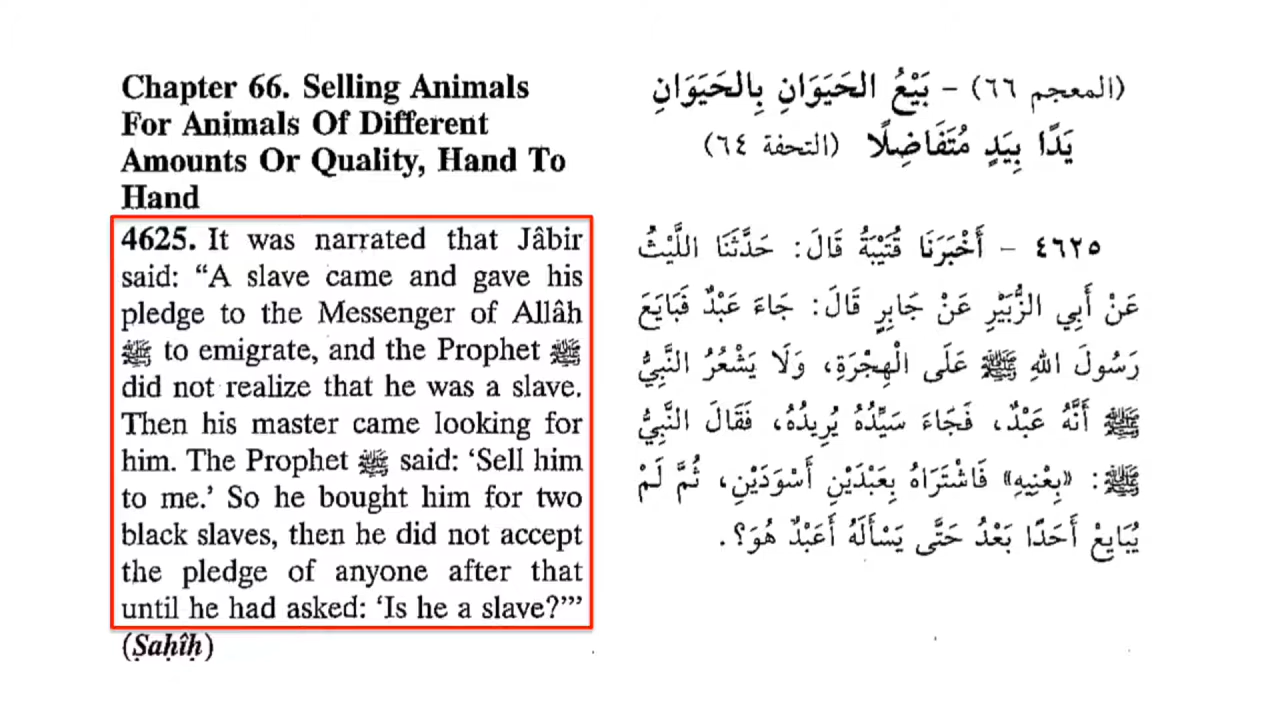 Chapter 66. Selling Animals
For Animals Of Different
Amounts Or Quality, Hand To
Hand
4625. It was narrated that Jâbir
said: “A slave came and gave his
pledge to the Messenger of Allâh
ﷺ to emigrate, and the Prophet ﷺ
did not realize that he was a slave.
Then his master came looking for
him. The Prophet ﷺ said: ‘Sell him
to me.’ So he bought him for two
black slaves, then he did not accept
the pledge of anyone after that
until he had asked: ‘Is he a slave?’”
(Ṣaḥîḥ)
(المعجم ٦٦) - بَيْعُ الحَيَوَانِ بِالحَيَوَانِ
يَدًا بِيَدٍ مُتَفَاضِلًا (التحفة ٦٤)
٤٦٢٥ - أَخْبَرَنَا قُتَيْبَةُ قَالَ: حَدَّثَنَا اللَّيْثُ
عَنْ أَبِي الزُّبَيْرِ عَنْ جَابِرٍ قَالَ: جَاءَ عَبْدٌ فَبَايَعَ
رَسُولَ اللهِ ﷺ عَلَى الْهِجْرَةِ، وَلَا يَشْعُرُ النَّبِيُّ
ﷺ أَنَّهُ عَبْدٌ، فَجَاءَ سَيِّدُهُ يُرِيدُهُ، فَقَالَ النَّبِيُّ
ﷺ: «بِعْنِيهِ» فَاشْتَرَاهُ بِعَبْدَيْنِ أَسْوَدَيْنِ، ثُمَّ لَمْ
يُبَايِعْ أَحَدًا بَعْدُ حَتَّى يَسْأَلَهُ أَعَبْدٌ هُوَ؟.